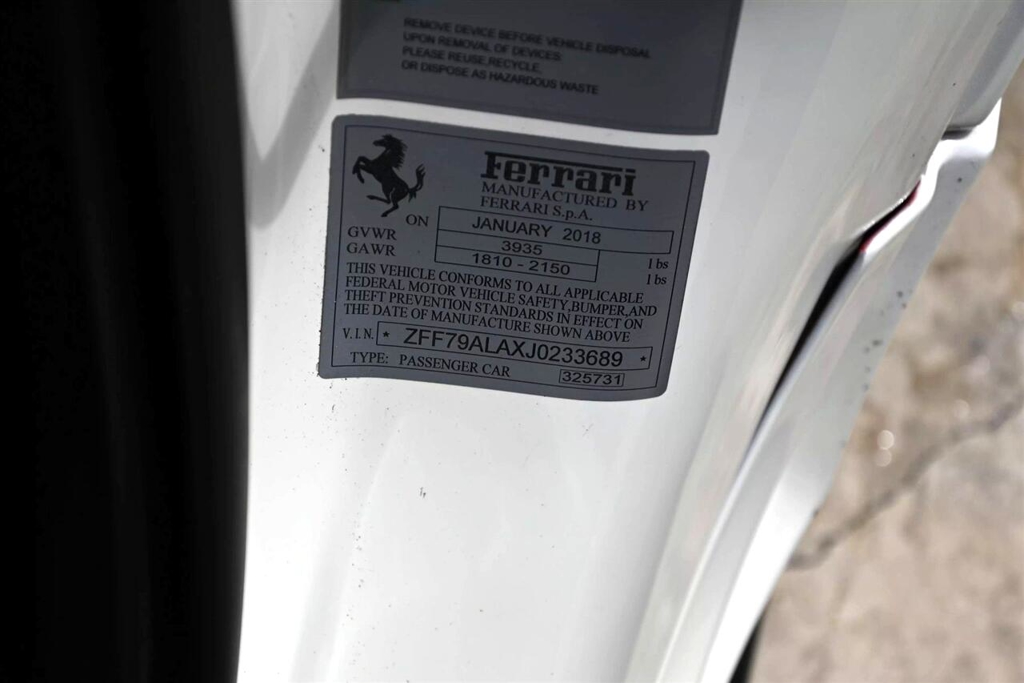 REMOVE DEVICE BEFORE VEHICLE DISPOSAL
UPON REMOVAL OF DEVICES:
PLEASE REUSE,RECYCLE,
OR DISPOSE AS HAZARDOUS WASTE
Ferrari
MANUFACTURED BY
FERRARI S.p.A.
ON JANUARY 2018
GVWR 3935 lbs
GAWR 1810 - 2150 lbs
THIS VEHICLE CONFORMS TO ALL APPLICABLE
FEDERAL MOTOR VEHICLE SAFETY,BUMPER,AND
THEFT PREVENTION STANDARDS IN EFFECT ON
THE DATE OF MANUFACTURE SHOWN ABOVE
V.I.N. * ZFF79ALAXJ0233689 *
TYPE: PASSENGER CAR 325731